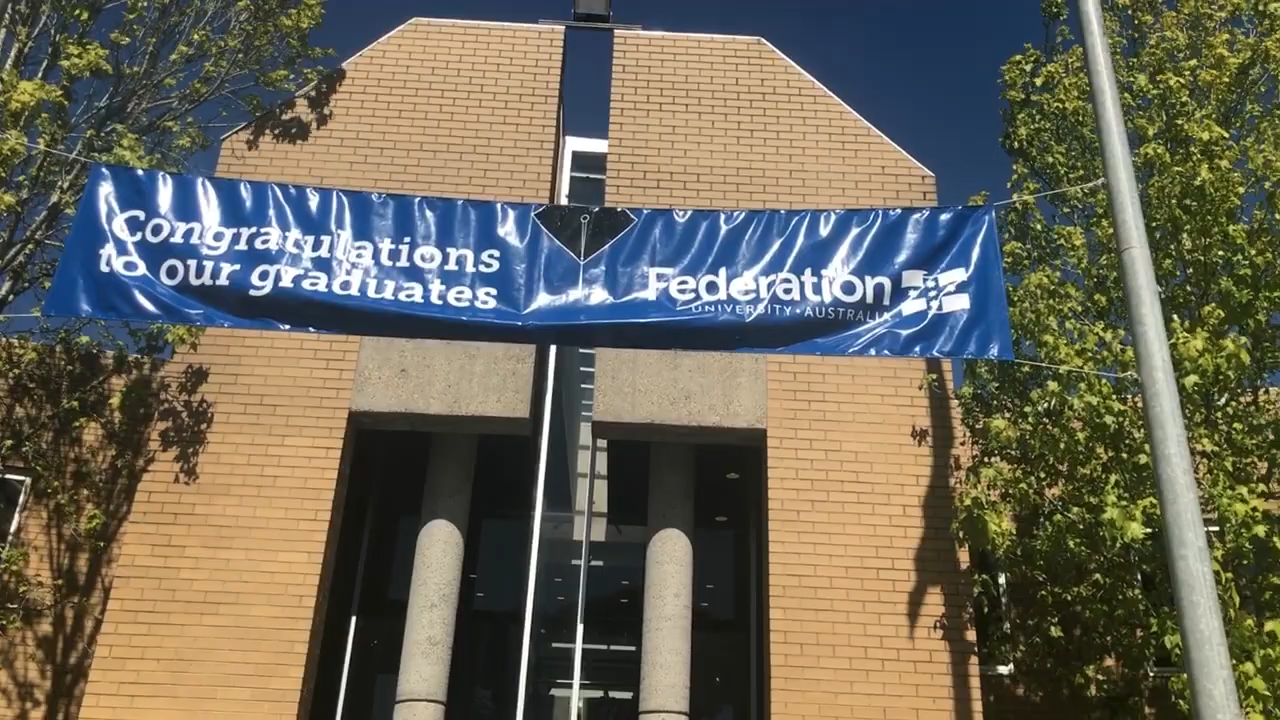 Congratulations
to our graduates
Federation
UNIVERSITY • AUSTRALIA